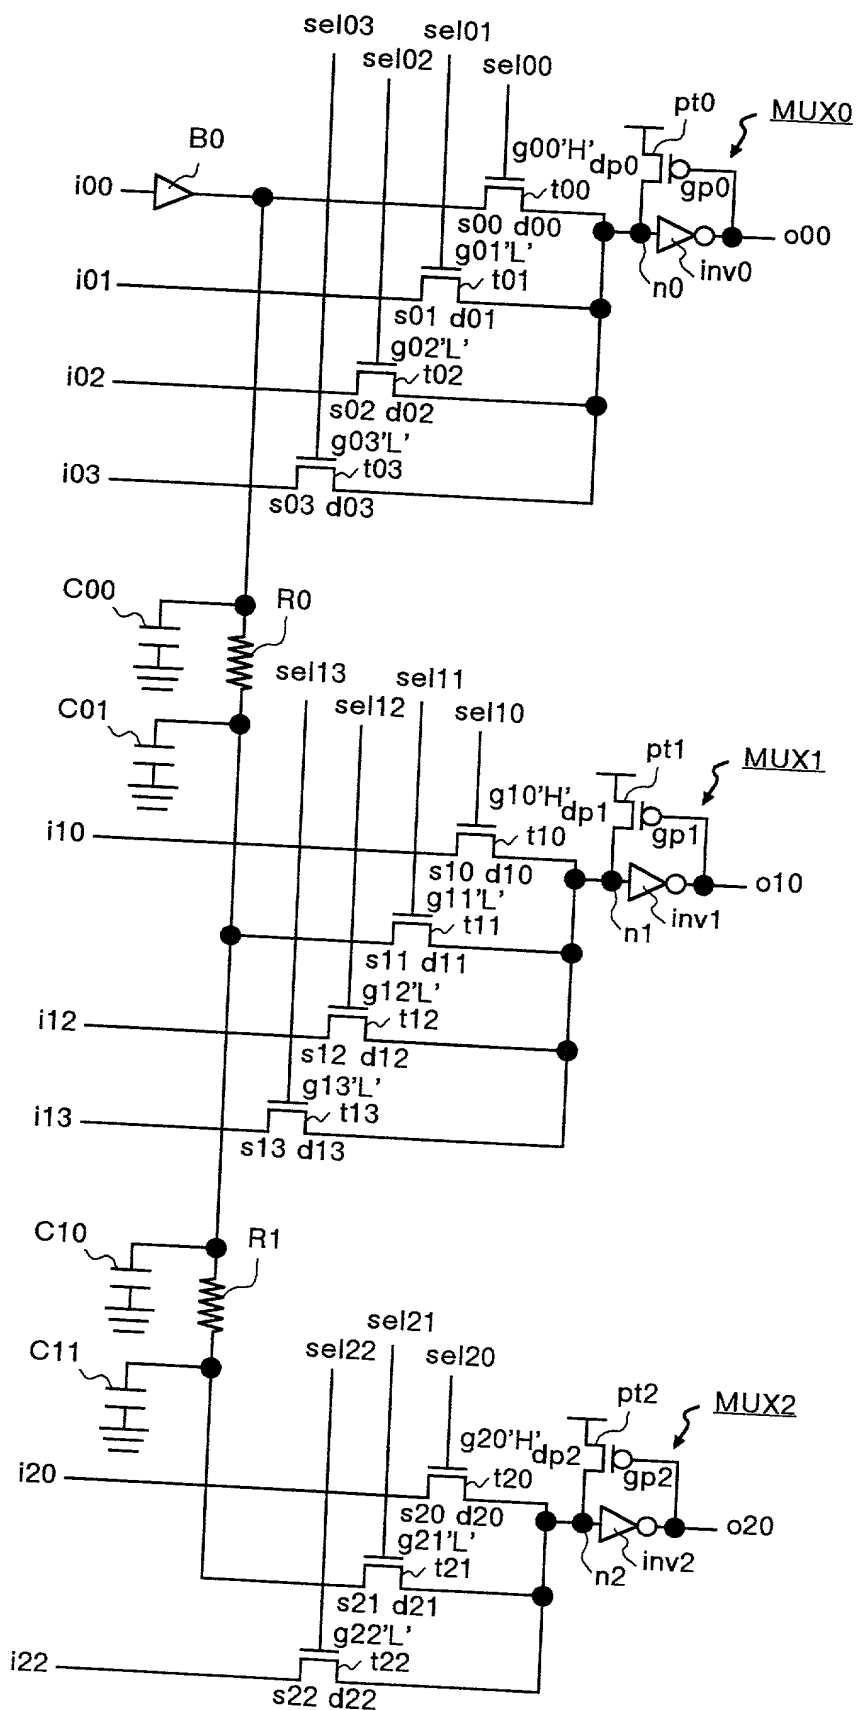 sel03
sel01
sel02
sel00
pt0
MUX0
B0
g00'H'
dp0
gp0
i00
t00
s00 d00
o00
g01'L'
inv0
i01
t01
n0
s01 d01
g02'L'
i02
t02
s02 d02
g03'L'
i03
t03
s03 d03
C00
R0
sel13
sel11
C01
sel12
sel10
pt1
MUX1
g10'H'
dp1
gp1
i10
t10
s10 d10
o10
g11'L'
inv1
t11
n1
s11 d11
g12'L'
i12
t12
s12 d12
g13'L'
i13
t13
s13 d13
C10
R1
sel21
C11
sel22
sel20
pt2
MUX2
g20'H'
dp2
gp2
i20
t20
s20 d20
o20
g21'L'
inv2
t21
n2
s21 d21
g22'L'
i22
t22
s22 d22